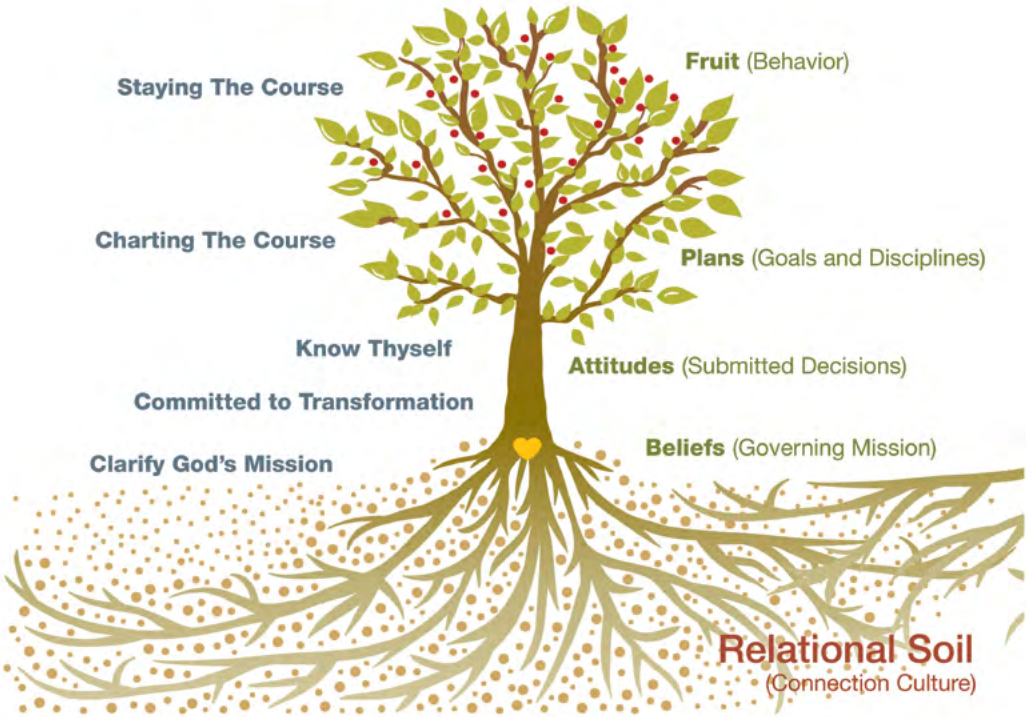 Fruit (Behavior)
Staying The Course
Charting The Course
Plans (Goals and Disciplines)
Know Thyself
Attitudes (Submitted Decisions)
Committed to Transformation
Beliefs (Governing Mission)
Clarify God's Mission
Relational Soil
(Connection Culture)